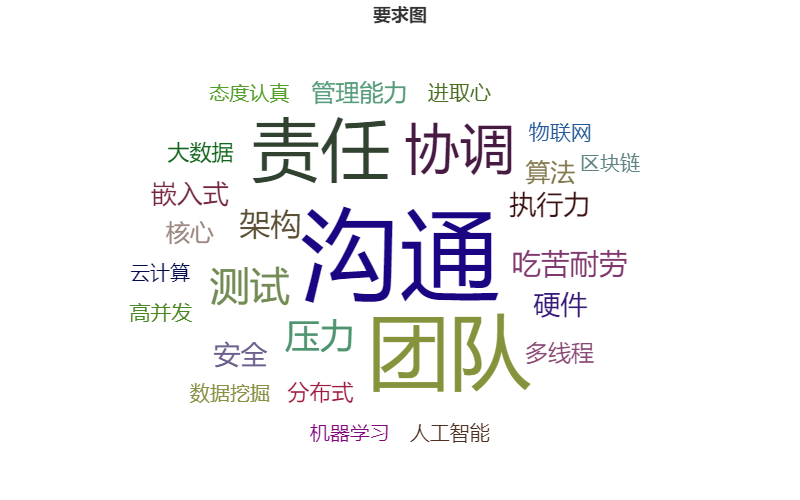 要求图
态度认真
管理能力
进取心
责任
协调
物联网
大数据
算法
区块链
嵌入式
执行力
核心
架构
沟通
吃苦耐劳
云计算
测试
高并发
硬件
压力
团队
安全
多线程
数据挖掘
分布式
机器学习
人工智能